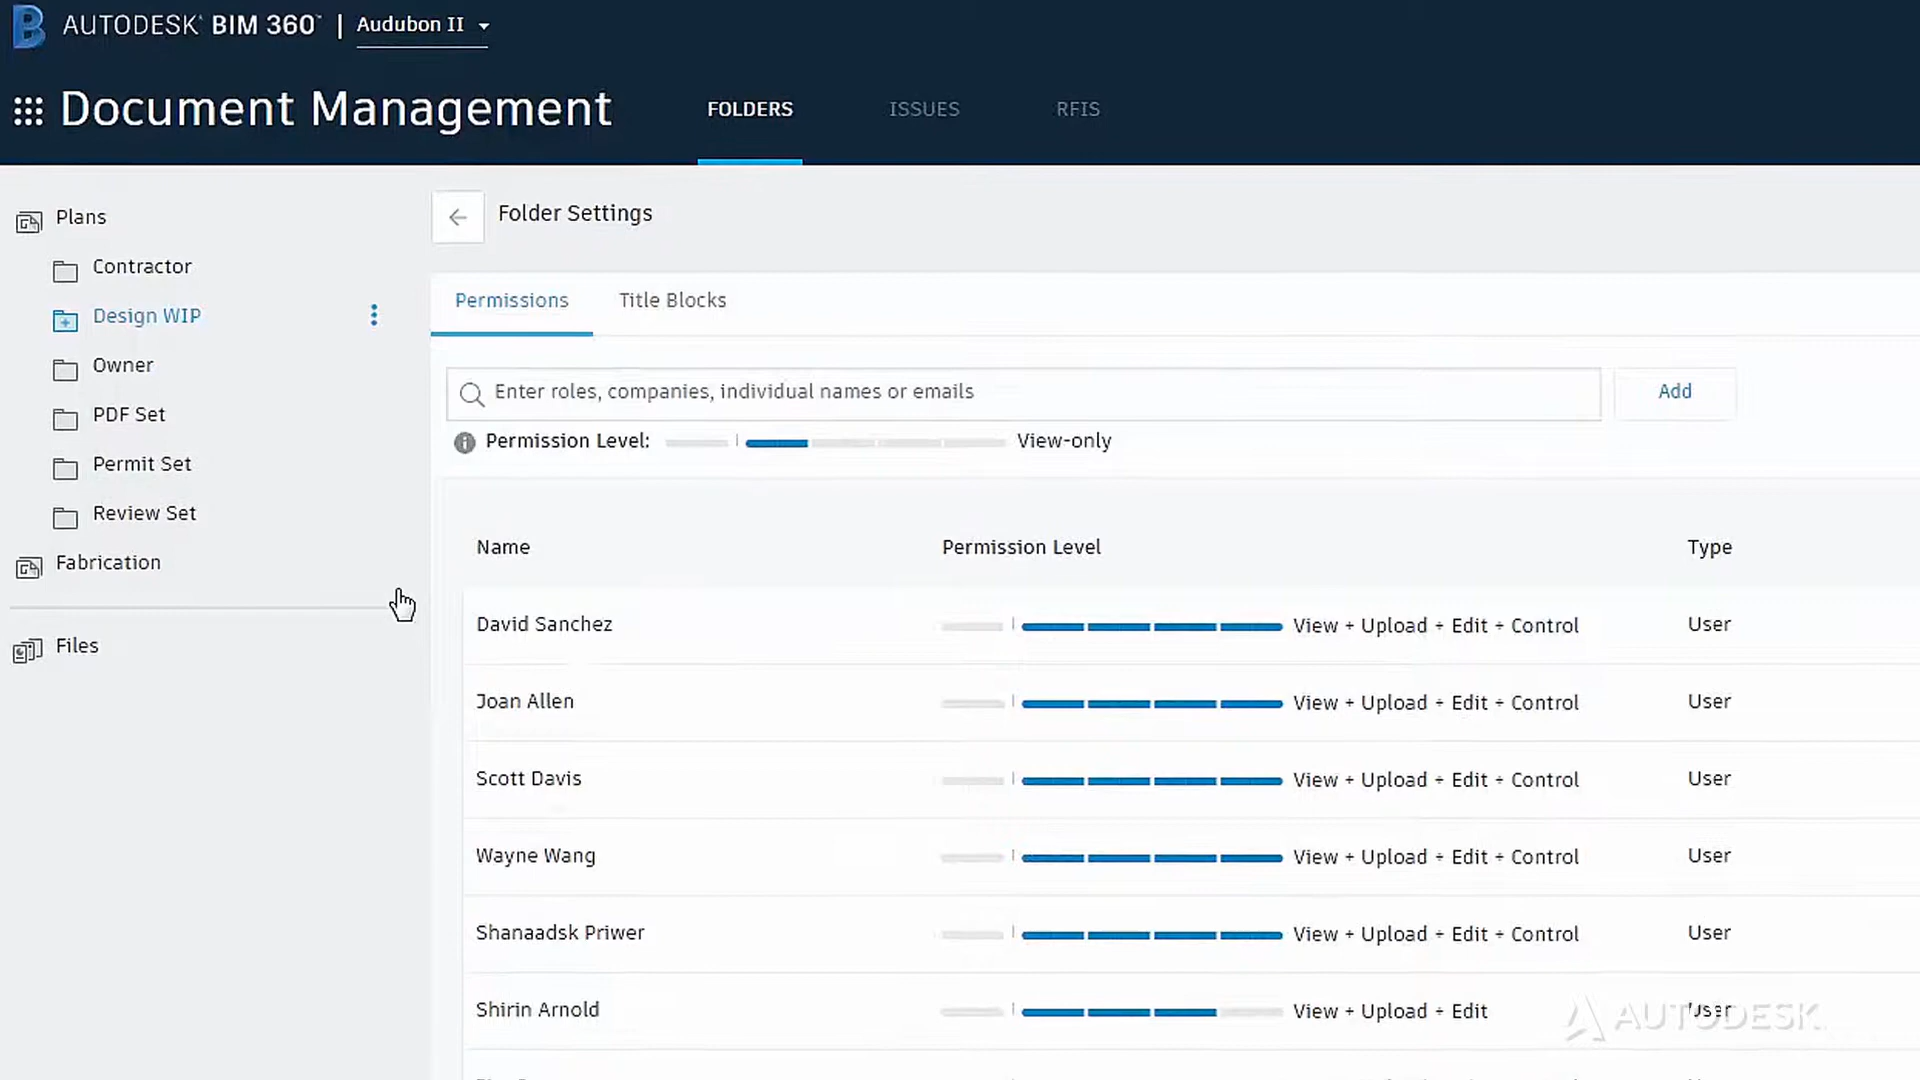 AUTODESK BIM 360 | Audubon II
Document Management
FOLDERS
ISSUES
RFIS
Plans
Contractor
Design WIP
Owner
PDF Set
Permit Set
Review Set
Fabrication
Files
Folder Settings
Permissions
Title Blocks
Enter roles, companies, individual names or emails
Add
Permission Level:
View-only
Name
Permission Level
Type
David Sanchez
View + Upload + Edit + Control
User
Joan Allen
View + Upload + Edit + Control
User
Scott Davis
View + Upload + Edit + Control
User
Wayne Wang
View + Upload + Edit + Control
User
Shanaadsk Priwer
View + Upload + Edit + Control
User
Shirin Arnold
View + Upload + Edit
User
AUTODESK